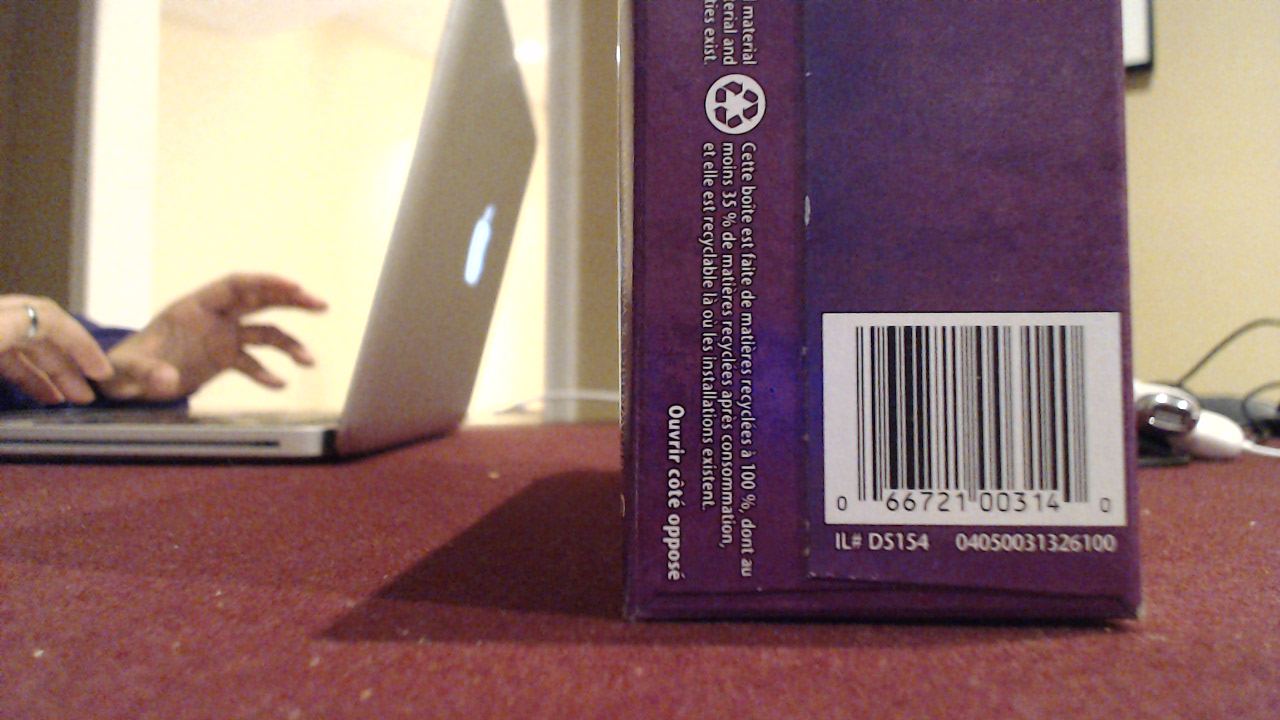 material
erial and
ties exist.
Cette boîte est faite de matières recyclées à 100 %, dont au
moins 35 % de matières recyclées après consommation,
et elle est recyclable là où les installations existent.
Ouvrir côté opposé
0 66721 00314 0
IL# D5154 04050031326100